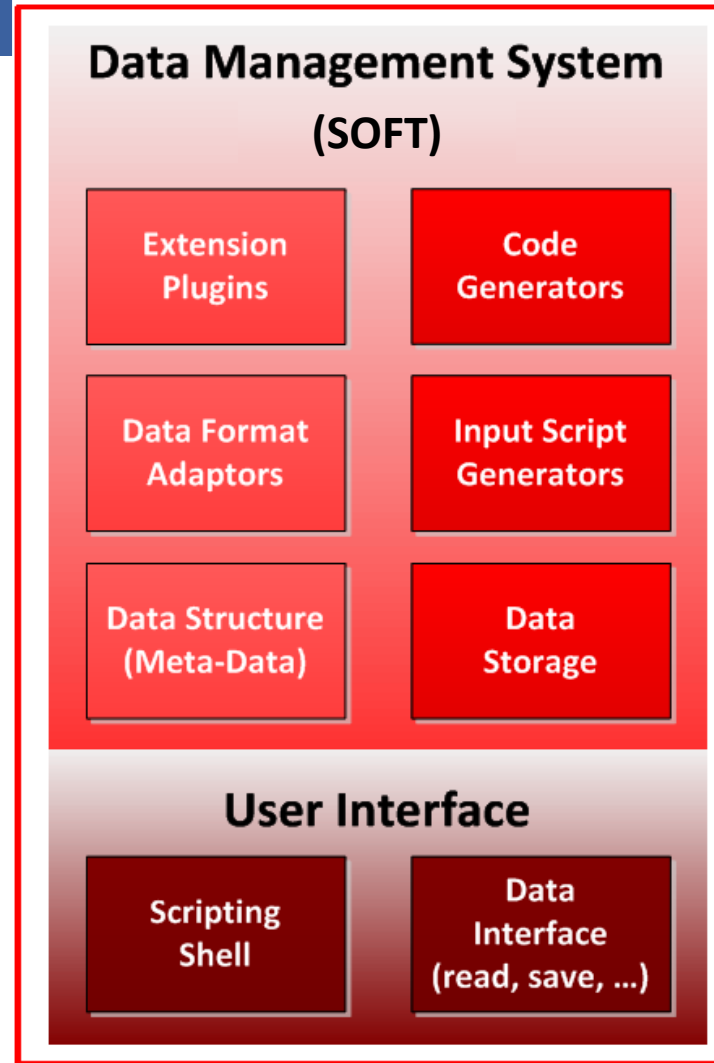 Data Management System
(SOFT)
Extension
Plugins
Code
Generators
Data Format
Adaptors
Input Script
Generators
Data Structure
(Meta-Data)
Data
Storage
User Interface
Scripting
Shell
Data
Interface
(read, save, ...)